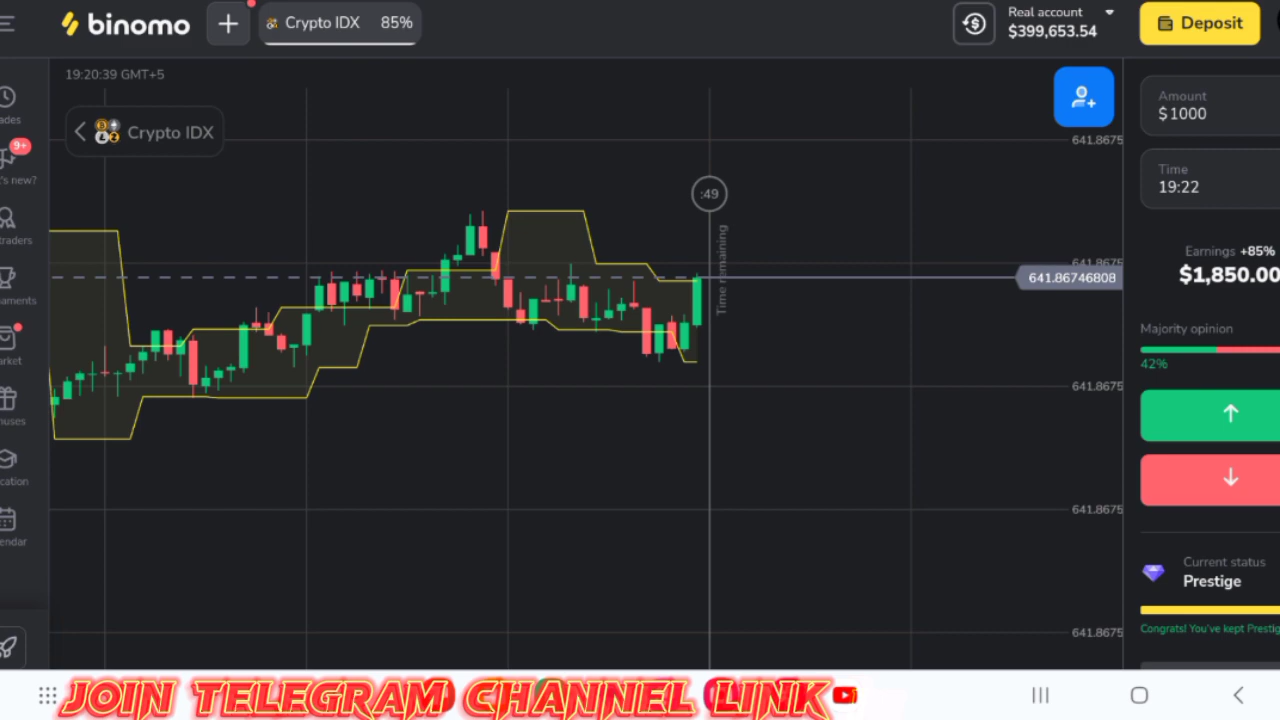 binomo
Crypto IDX 85%
Real account
$399,653.54
Deposit
19:20:39 GMT+5
Crypto IDX
ades
9+
's new?
traders
aments
arket
nuses
cation
endar
:49
Time remaining
641.8675
641.8675
641.86746808
641.8675
641.8675
641.8675
Amount
$1000
Time
19:22
Earnings +85%
$1,850.00
Majority opinion
42%
Current status
Prestige
Congrats! You've kept Prestig
JOIN TELEGRAM CHANNEL LINK